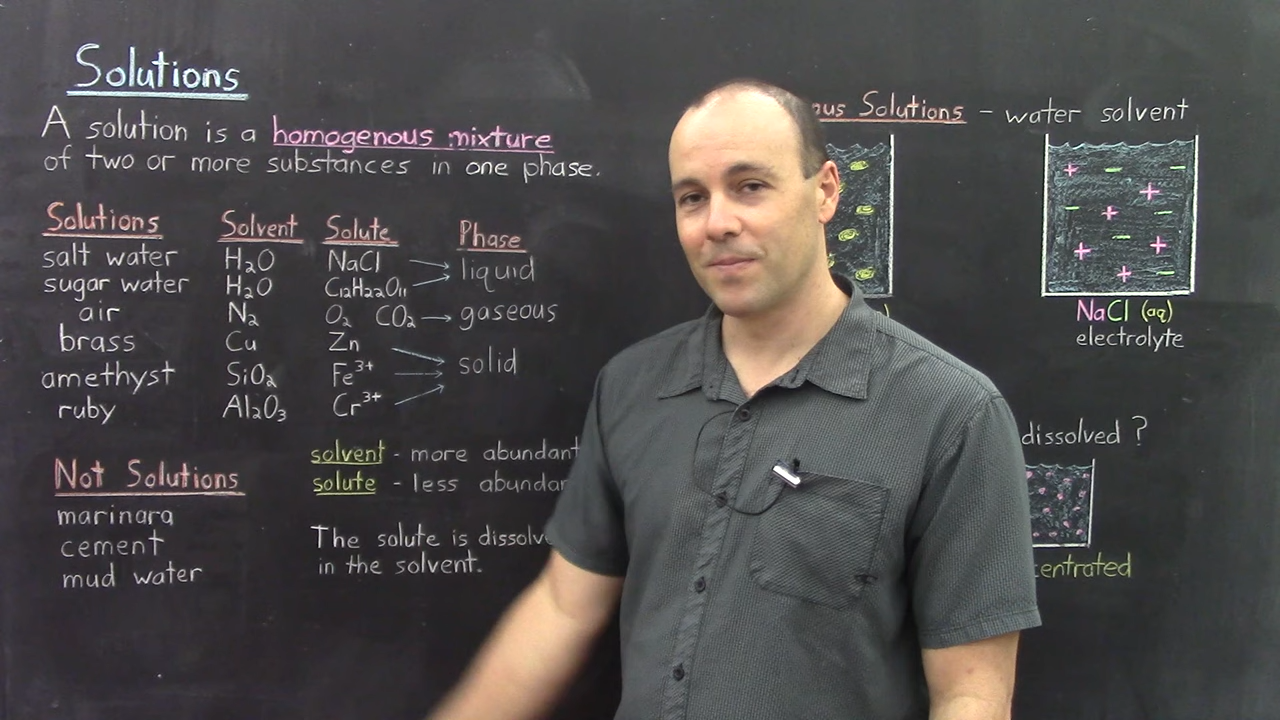 Solutions
A solution is a homogenous mixture
of two or more substances in one phase.
Solutions Solvent Solute Phase
salt water H₂O NaCl liquid
sugar water H₂O C₁₂H₂₂O₁₁
air N₂ O₂ CO₂ gaseous
brass Cu Zn solid
amethyst SiO₂ Fe³⁺
ruby Al₂O₃ Cr³⁺
solvent - more abundant
solute - less abundan
The solute is dissolve
in the solvent.
Not Solutions
marinara
cement
mud water
ous Solutions - water solvent
+ − −
+
− + −
+ − +
+ −
)
NaCl (aq)
electrolyte
dissolved ?
centrated